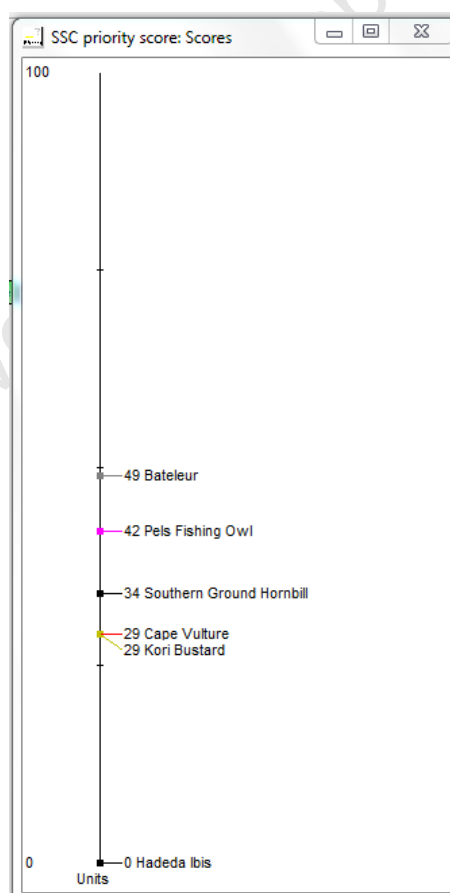 SSC priority score: Scores
100
49 Bateleur
42 Pels Fishing Owl
34 Southern Ground Hornbill
29 Cape Vulture
29 Kori Bustard
0
0 Hadeda Ibis
Units